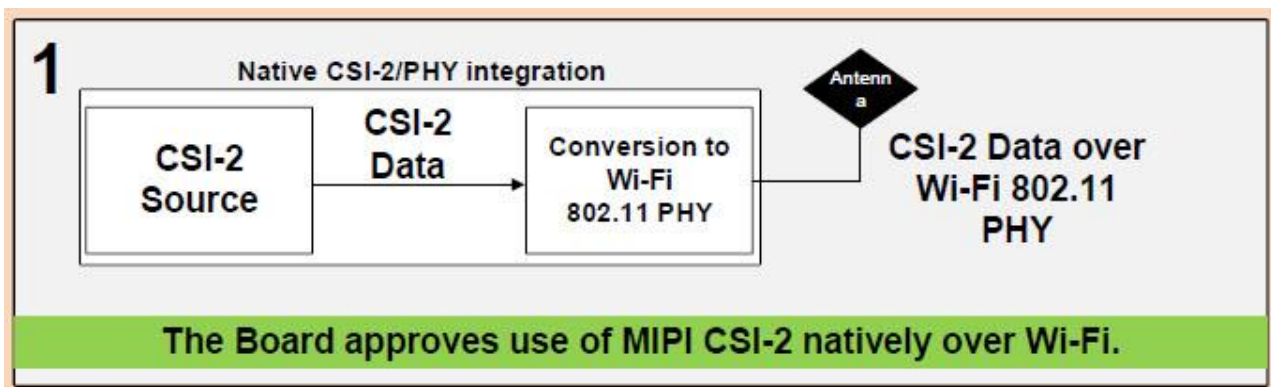 1
Native CSI-2/PHY integration
CSI-2
Source
CSI-2
Data
Conversion to
Wi-Fi
802.11 PHY
Antenn
a
CSI-2 Data over
Wi-Fi 802.11
PHY
The Board approves use of MIPI CSI-2 natively over Wi-Fi.